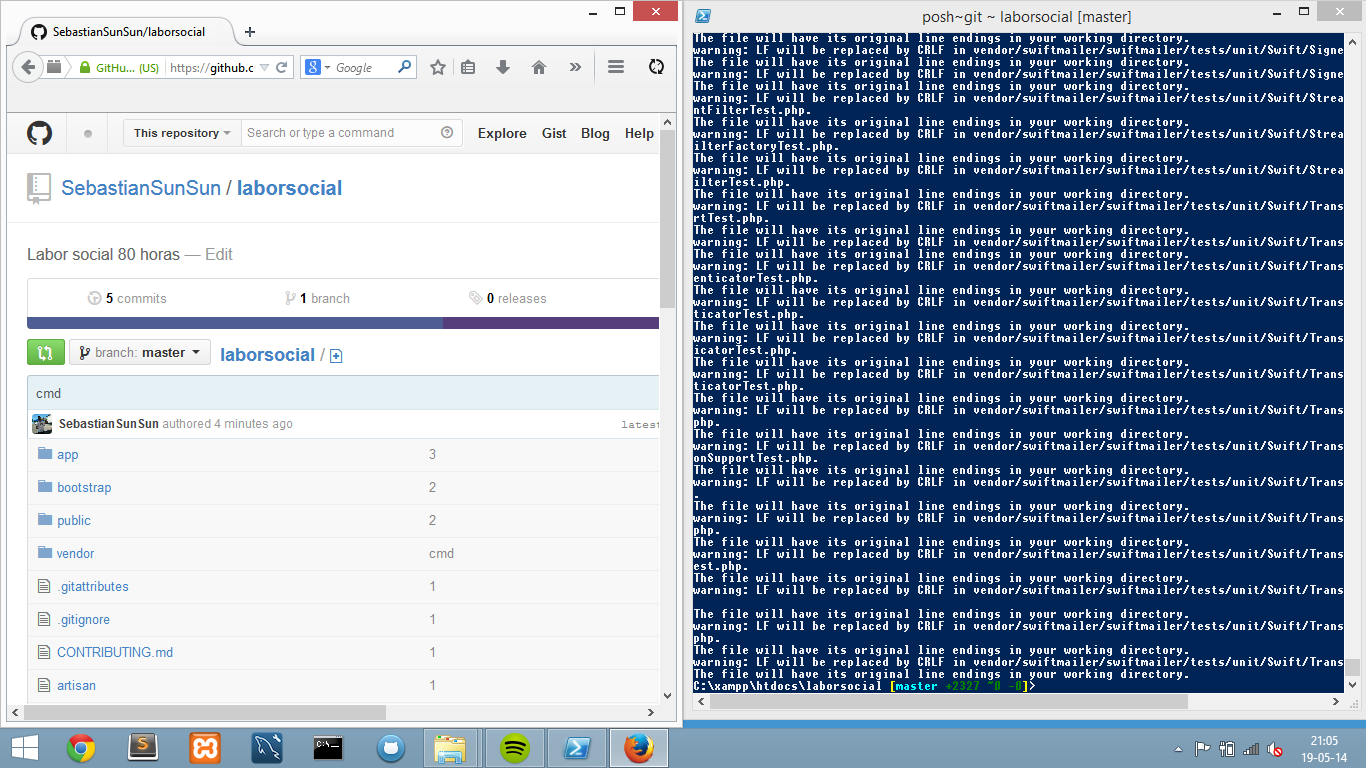 SebastianSunSun/laborsocial
GitHu... (US)
https://github.c
Google
This repository
Search or type a command
Explore
Gist
Blog
Help
SebastianSunSun / laborsocial
Labor social 80 horas — Edit
5 commits
1 branch
0 releases
branch: master
laborsocial /
cmd
SebastianSunSun authored 4 minutes ago
latest
app 3
bootstrap 2
public 2
vendor cmd
.gitattributes 1
.gitignore 1
CONTRIBUTING.md 1
artisan 1
posh~git ~ laborsocial [master]
The file will have its original line endings in your working directory.
warning: LF will be replaced by CRLF in vendor/swiftmailer/swiftmailer/tests/unit/Swift/Signe
The file will have its original line endings in your working directory.
warning: LF will be replaced by CRLF in vendor/swiftmailer/swiftmailer/tests/unit/Swift/Signe
The file will have its original line endings in your working directory.
warning: LF will be replaced by CRLF in vendor/swiftmailer/swiftmailer/tests/unit/Swift/Strea
ntFilterTest.php.
The file will have its original line endings in your working directory.
warning: LF will be replaced by CRLF in vendor/swiftmailer/swiftmailer/tests/unit/Swift/Strea
ilterFactoryTest.php.
The file will have its original line endings in your working directory.
warning: LF will be replaced by CRLF in vendor/swiftmailer/swiftmailer/tests/unit/Swift/Strea
ilterTest.php.
The file will have its original line endings in your working directory.
warning: LF will be replaced by CRLF in vendor/swiftmailer/swiftmailer/tests/unit/Swift/Trans
rtTest.php.
The file will have its original line endings in your working directory.
warning: LF will be replaced by CRLF in vendor/swiftmailer/swiftmailer/tests/unit/Swift/Trans
The file will have its original line endings in your working directory.
warning: LF will be replaced by CRLF in vendor/swiftmailer/swiftmailer/tests/unit/Swift/Trans
enticatorTest.php.
The file will have its original line endings in your working directory.
warning: LF will be replaced by CRLF in vendor/swiftmailer/swiftmailer/tests/unit/Swift/Trans
ticatorTest.php.
The file will have its original line endings in your working directory.
warning: LF will be replaced by CRLF in vendor/swiftmailer/swiftmailer/tests/unit/Swift/Trans
icatorTest.php.
The file will have its original line endings in your working directory.
warning: LF will be replaced by CRLF in vendor/swiftmailer/swiftmailer/tests/unit/Swift/Trans
ticatorTest.php.
The file will have its original line endings in your working directory.
warning: LF will be replaced by CRLF in vendor/swiftmailer/swiftmailer/tests/unit/Swift/Trans
php.
The file will have its original line endings in your working directory.
warning: LF will be replaced by CRLF in vendor/swiftmailer/swiftmailer/tests/unit/Swift/Trans
onSupportTest.php.
The file will have its original line endings in your working directory.
warning: LF will be replaced by CRLF in vendor/swiftmailer/swiftmailer/tests/unit/Swift/Trans
.
The file will have its original line endings in your working directory.
warning: LF will be replaced by CRLF in vendor/swiftmailer/swiftmailer/tests/unit/Swift/Trans
php.
The file will have its original line endings in your working directory.
warning: LF will be replaced by CRLF in vendor/swiftmailer/swiftmailer/tests/unit/Swift/Trans
est.php.
The file will have its original line endings in your working directory.
warning: LF will be replaced by CRLF in vendor/swiftmailer/swiftmailer/tests/unit/Swift/Trans
The file will have its original line endings in your working directory.
warning: LF will be replaced by CRLF in vendor/swiftmailer/swiftmailer/tests/unit/Swift/Trans
php.
The file will have its original line endings in your working directory.
warning: LF will be replaced by CRLF in vendor/swiftmailer/swiftmailer/tests/unit/Swift/Trans
The file will have its original line endings in your working directory.
C:\xampp\htdocs\laborsocial [master +2327 ~0 -0]>
21:05
19-05-14